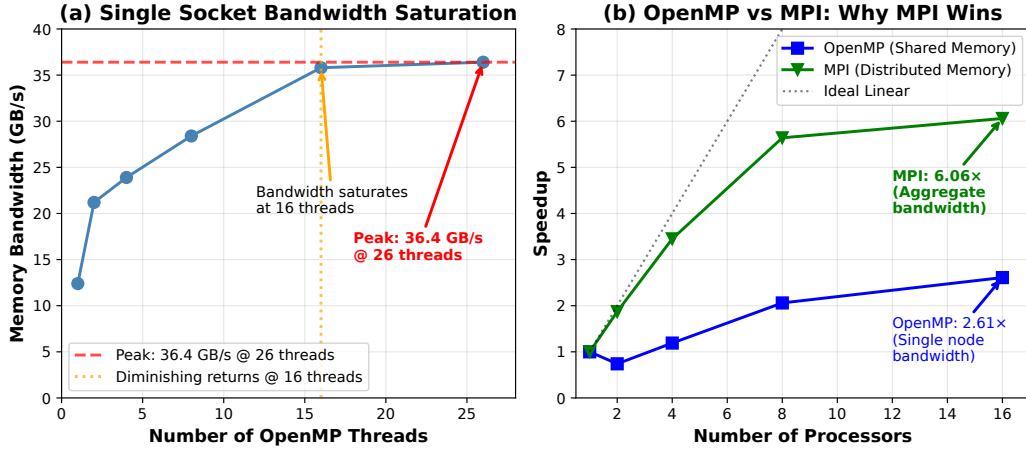 (a) Single Socket Bandwidth Saturation
40
35
30
25
20
15
10
5
0
Memory Bandwidth (GB/s)
Bandwidth saturates
at 16 threads
Peak: 36.4 GB/s
@ 26 threads
Peak: 36.4 GB/s @ 26 threads
Diminishing returns @ 16 threads
0 5 10 15 20 25
Number of OpenMP Threads
(b) OpenMP vs MPI: Why MPI Wins
8
7
6
5
4
3
2
1
0
Speedup
OpenMP (Shared Memory)
MPI (Distributed Memory)
Ideal Linear
MPI: 6.06×
(Aggregate
bandwidth)
OpenMP: 2.61×
(Single node
bandwidth)
2 4 6 8 10 12 14 16
Number of Processors